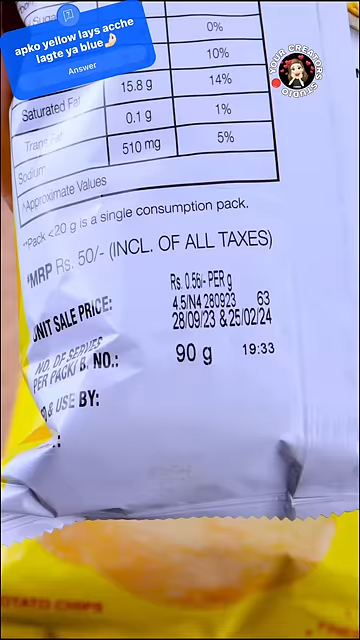 apko yellow lays acche
lagte ya blue🤌🏻
Answer
YOUR CREATORS
STUDIO
0%
10%
Saturated Fat 15.8 g 14%
Trans Fat 0.1 g 1%
Sodium 510 mg 5%
*Approximate Values
**Pack <20 g is a single consumption pack.
*MRP Rs. 50/- (INCL. OF ALL TAXES)
UNIT SALE PRICE: Rs. 0.56/- PER g
4.5/N4 280923 63
28/09/23 &25/02/24
NO. OF SERVES
PER PACK/ B. NO.: 90 g 19:33
& USE BY:
POTATO CHIPS